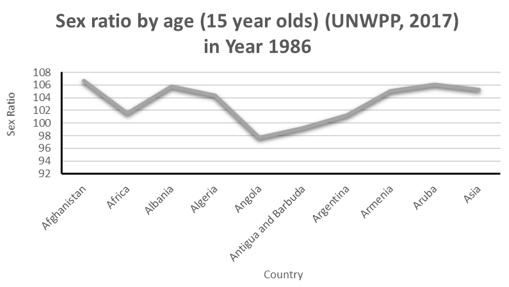 Sex ratio by age (15 year olds) (UNWPP, 2017)
in Year 1986
108
106
104
102
100
98
96
94
92
Sex Ratio
Afghanistan
Africa
Albania
Algeria
Angola
Antigua and Barbuda
Argentina
Armenia
Aruba
Asia
Country